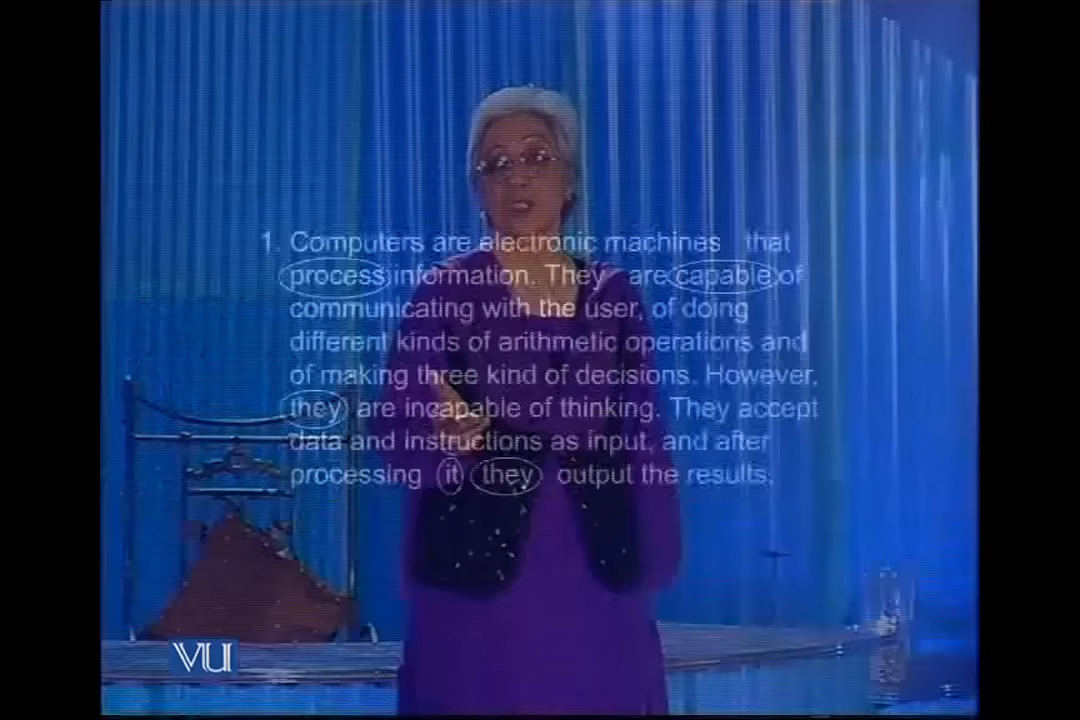 1. Computers are electronic machines that
process information. They are capable of
communicating with the user, of doing
different kinds of arithmetic operations and
of making three kind of decisions. However,
they are incapable of thinking. They accept
data and instructions as input, and after
processing it they output the results.
VU